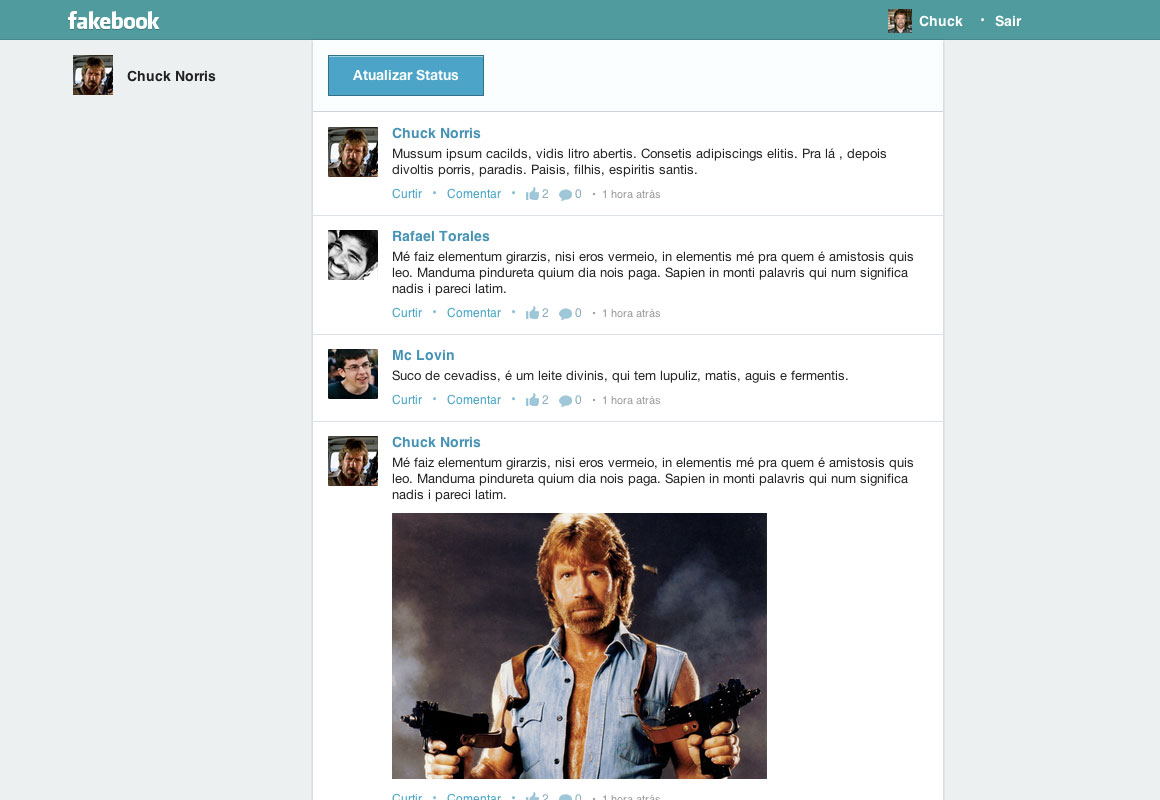 fakebook
Chuck • Sair
Chuck Norris
Atualizar Status
Chuck Norris
Mussum ipsum cacilds, vidis litro abertis. Consetis adipiscings elitis. Pra lá , depois
divoltis porris, paradis. Paisis, filhis, espiritis santis.
Curtir • Comentar • 2 0 • 1 hora atrás
Rafael Torales
Mé faiz elementum girarzis, nisi eros vermeio, in elementis mé pra quem é amistosis quis
leo. Manduma pindureta quium dia nois paga. Sapien in monti palavris qui num significa
nadis i pareci latim.
Curtir • Comentar • 2 0 • 1 hora atrás
Mc Lovin
Suco de cevadiss, é um leite divinis, qui tem lupuliz, matis, aguis e fermentis.
Curtir • Comentar • 2 0 • 1 hora atrás
Chuck Norris
Mé faiz elementum girarzis, nisi eros vermeio, in elementis mé pra quem é amistosis quis
leo. Manduma pindureta quium dia nois paga. Sapien in monti palavris qui num significa
nadis i pareci latim.
Curtir • Comentar • 2 0 • 1 hora atrás